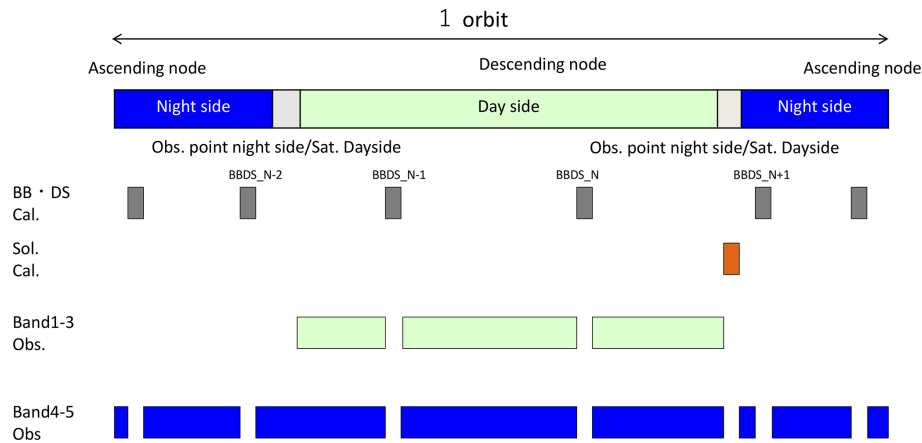 1 orbit
Ascending node
Descending node
Ascending node
Night side
Day side
Night side
Obs. point night side/Sat. Dayside
Obs. point night side/Sat. Dayside
BB・DS
Cal.
BBDS_N-2
BBDS_N-1
BBDS_N
BBDS_N+1
Sol.
Cal.
Band1-3
Obs.
Band4-5
Obs